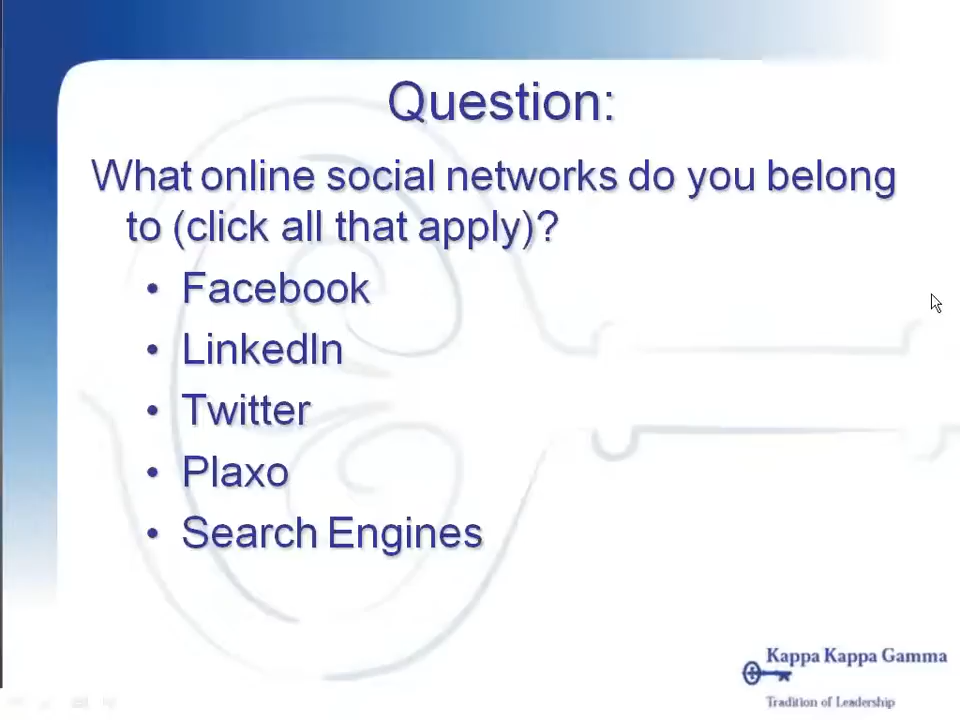 Question:
What online social networks do you belong
to (click all that apply)?
• Facebook
• LinkedIn
• Twitter
• Plaxo
• Search Engines
Kappa Kappa Gamma
Tradition of Leadership